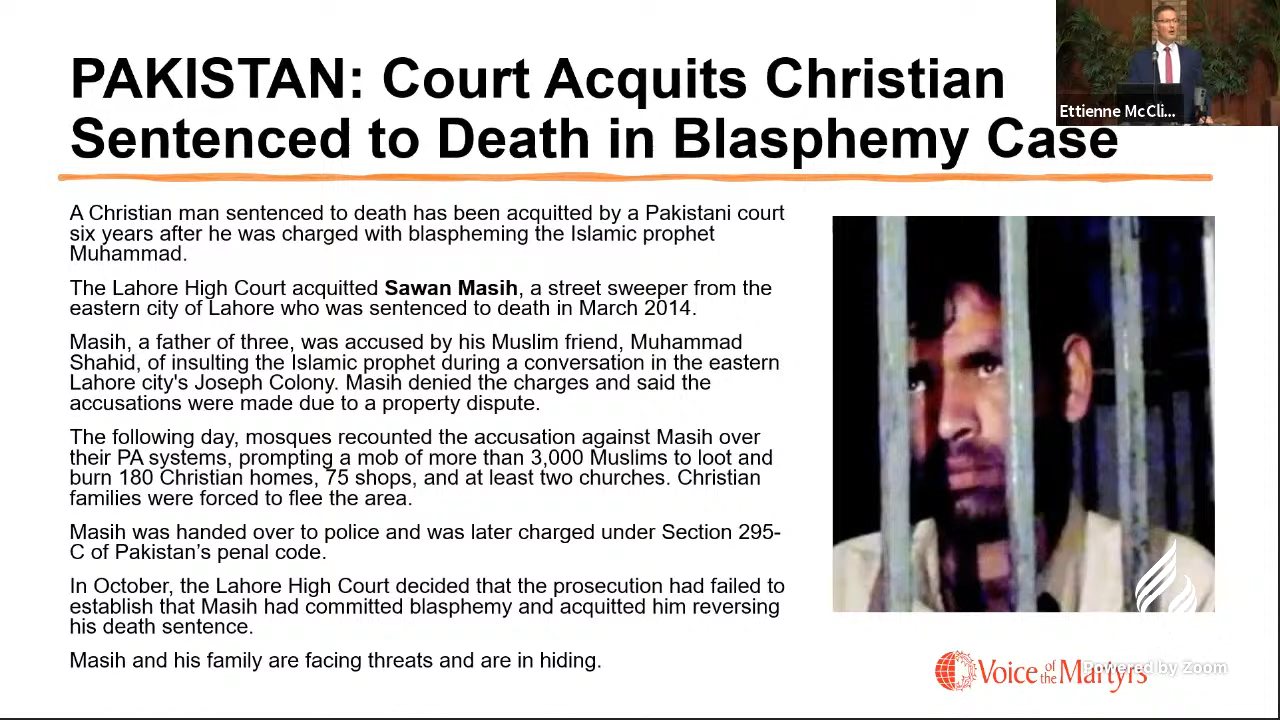 PAKISTAN: Court Acquits Christian
Sentenced to Death in Blasphemy Case
Ettienne McCli...
A Christian man sentenced to death has been acquitted by a Pakistani court
six years after he was charged with blaspheming the Islamic prophet
Muhammad.
The Lahore High Court acquitted Sawan Masih, a street sweeper from the
eastern city of Lahore who was sentenced to death in March 2014.
Masih, a father of three, was accused by his Muslim friend, Muhammad
Shahid, of insulting the Islamic prophet during a conversation in the eastern
Lahore city's Joseph Colony. Masih denied the charges and said the
accusations were made due to a property dispute.
The following day, mosques recounted the accusation against Masih over
their PA systems, prompting a mob of more than 3,000 Muslims to loot and
burn 180 Christian homes, 75 shops, and at least two churches. Christian
families were forced to flee the area.
Masih was handed over to police and was later charged under Section 295-
C of Pakistan’s penal code.
In October, the Lahore High Court decided that the prosecution had failed to
establish that Masih had committed blasphemy and acquitted him reversing
his death sentence.
Masih and his family are facing threats and are in hiding.
Voice of the Martyrs
Powered by Zoom